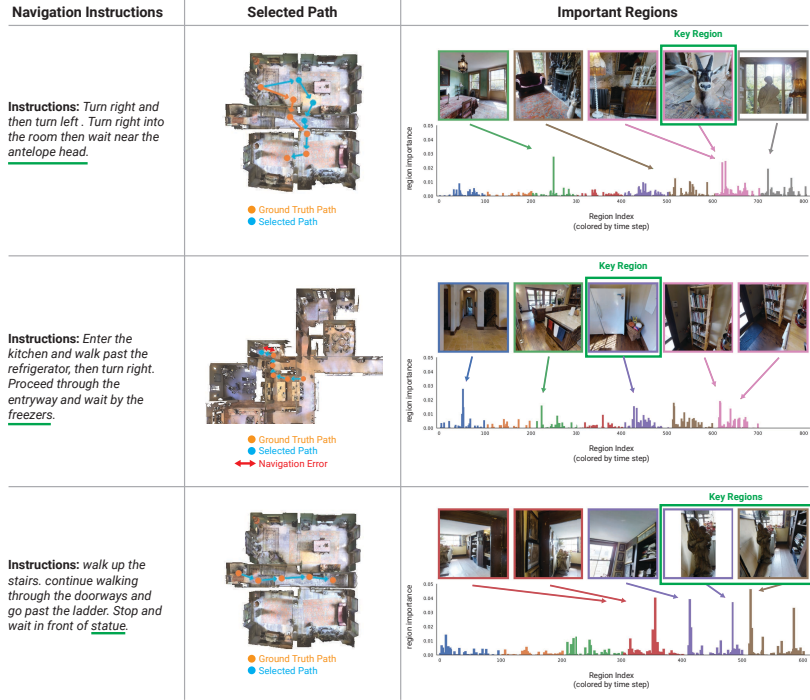 Navigation Instructions
Selected Path
Important Regions
Instructions: Turn right and
then turn left . Turn right into
the room then wait near the
antelope head.
Ground Truth Path
Selected Path
Key Region
region importance
0.05
0.04
0.03
0.02
0.01
0.00
0
100
200
300
400
500
600
700
800
Region Index
(colored by time step)
Instructions: Enter the
kitchen and walk past the
refrigerator, then turn right.
Proceed through the
entryway and wait by the
freezers.
Ground Truth Path
Selected Path
Navigation Error
Key Region
region importance
0.05
0.04
0.03
0.02
0.01
0.00
0
100
200
300
400
500
600
700
800
Region Index
(colored by time step)
Instructions: walk up the
stairs. continue walking
through the doorways and
go past the ladder. Stop and
wait in front of statue.
Ground Truth Path
Selected Path
Key Regions
region importance
0.05
0.04
0.03
0.02
0.01
0.00
0
100
200
300
400
500
600
Region Index
(colored by time step)